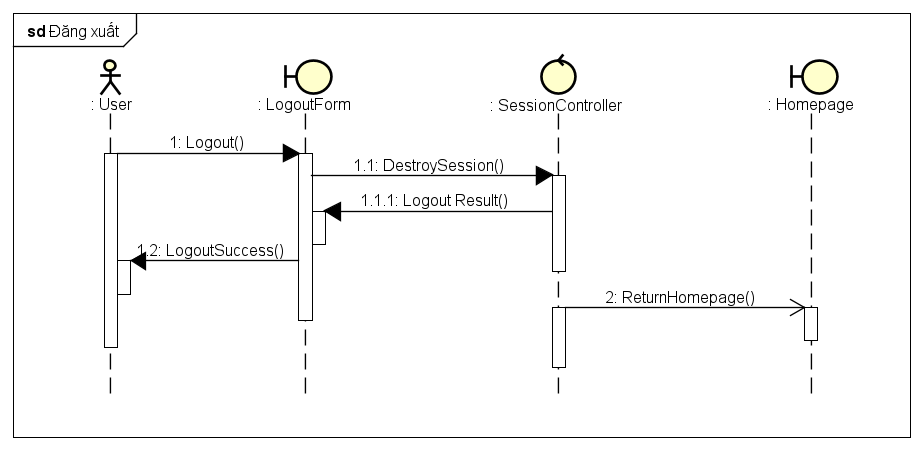 sd Đăng xuất
: User
: LogoutForm
: SessionController
: Homepage
1: Logout()
1.1: DestroySession()
1.1.1: Logout Result()
1.2: LogoutSuccess()
2: ReturnHomepage()